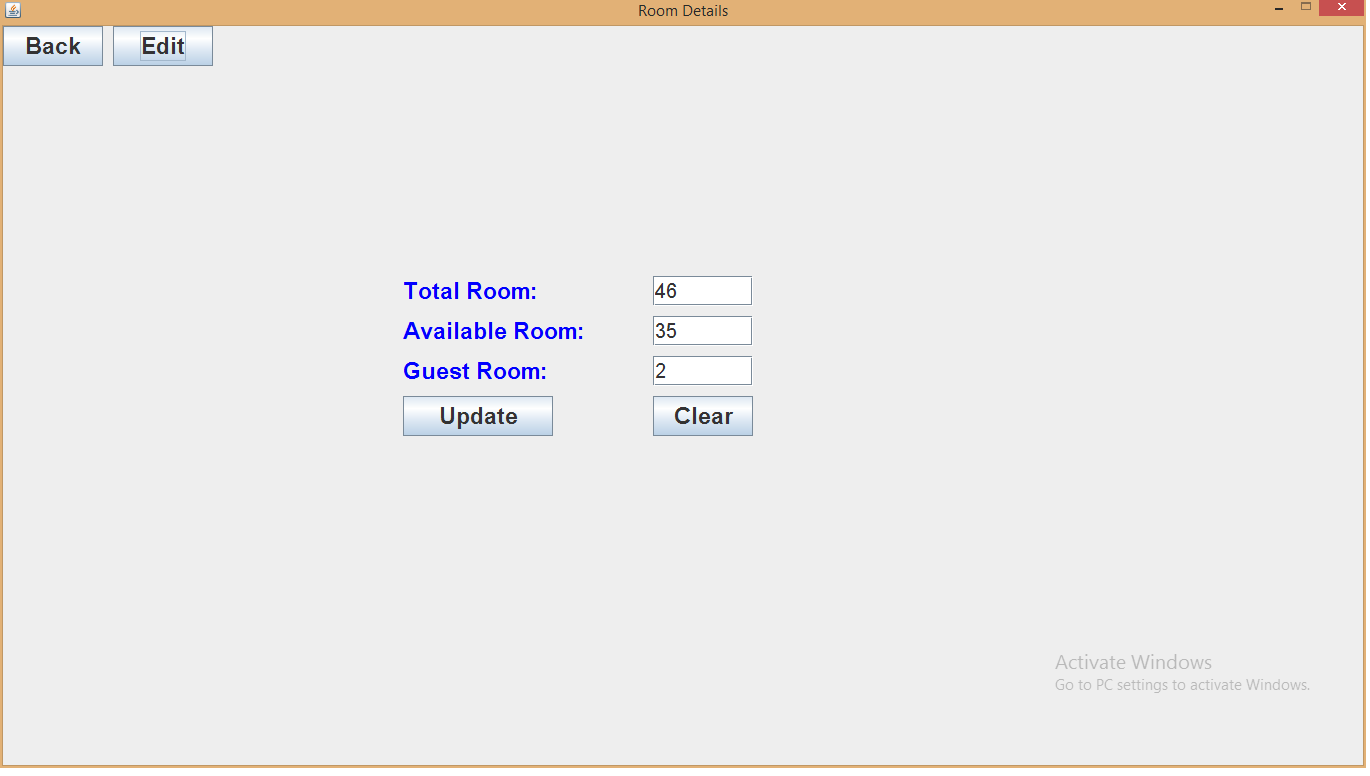 Room Details
Back Edit
Total Room: 46
Available Room: 35
Guest Room: 2
Update Clear
Activate Windows
Go to PC settings to activate Windows.